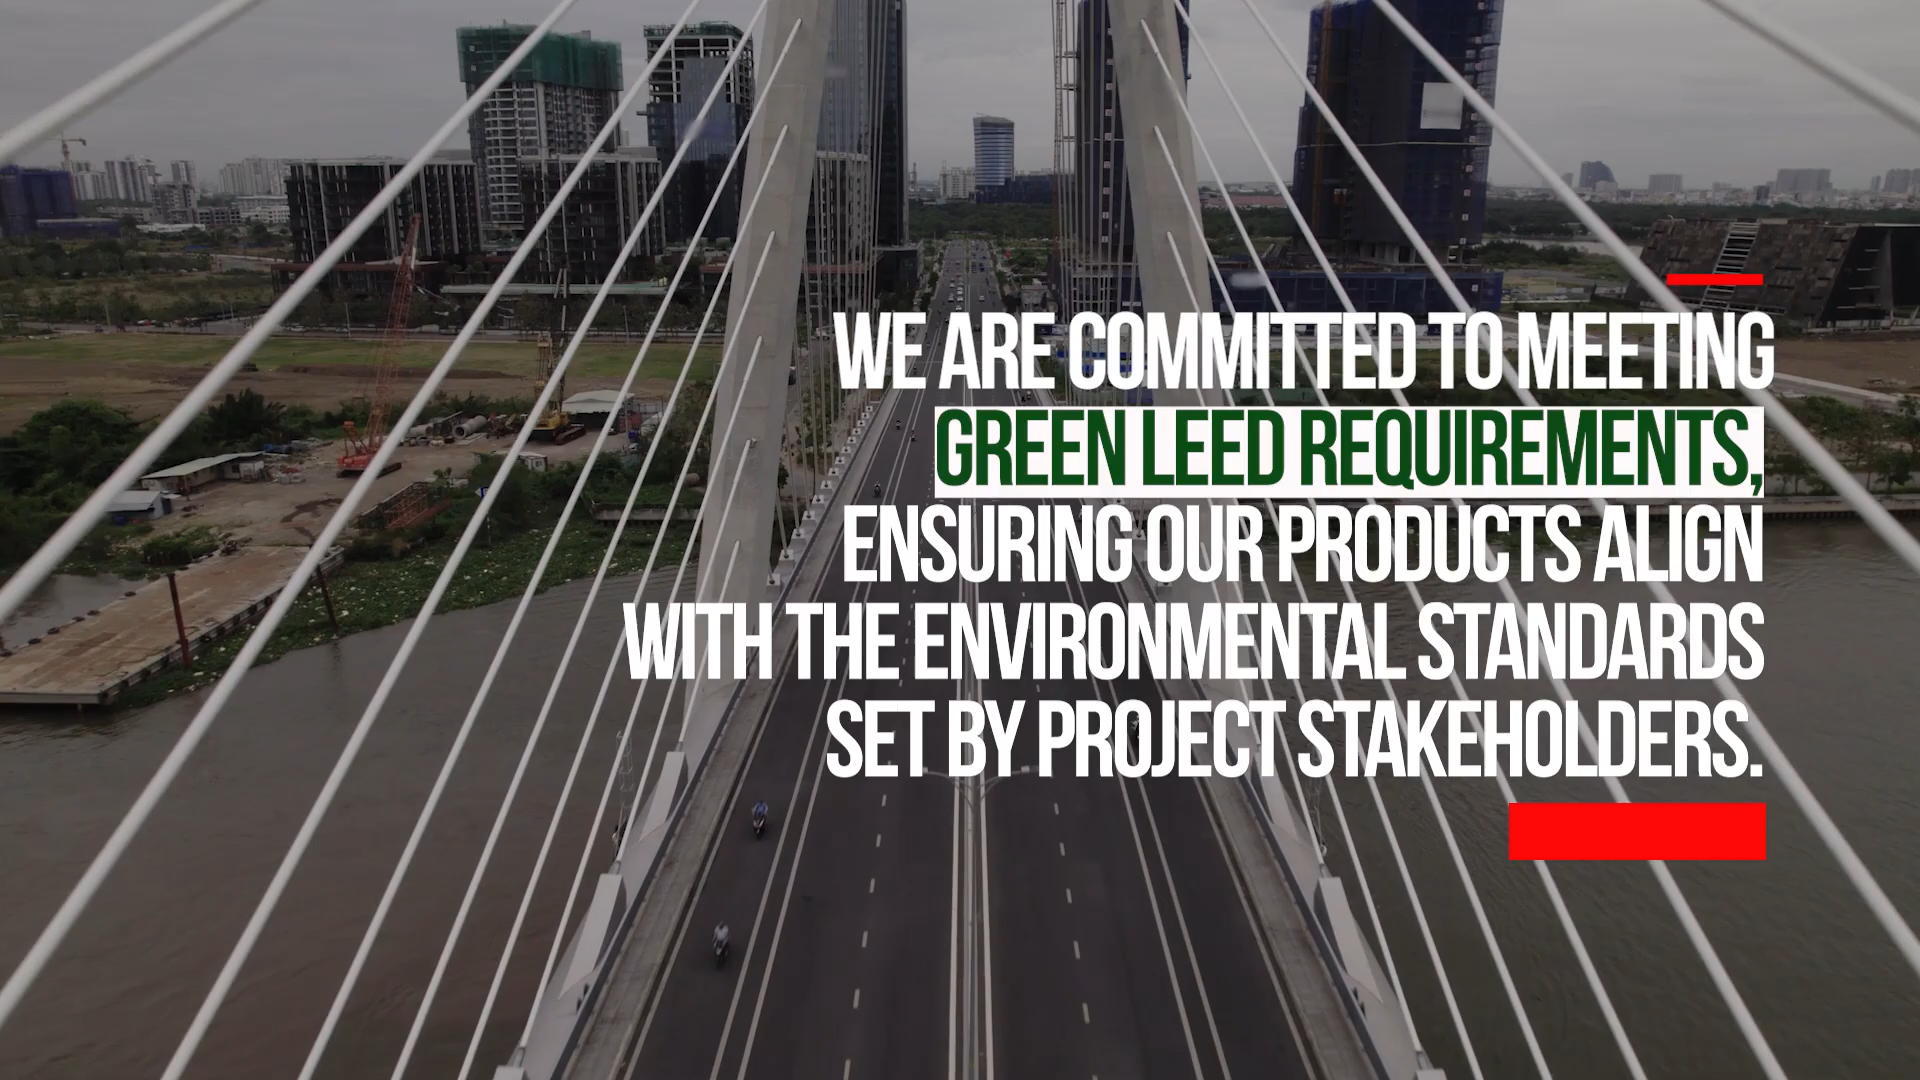 WE ARE COMMITTED TO MEETING
GREEN LEED REQUIREMENTS,
ENSURING OUR PRODUCTS ALIGN
WITH THE ENVIRONMENTAL STANDARDS
SET BY PROJECT STAKEHOLDERS.